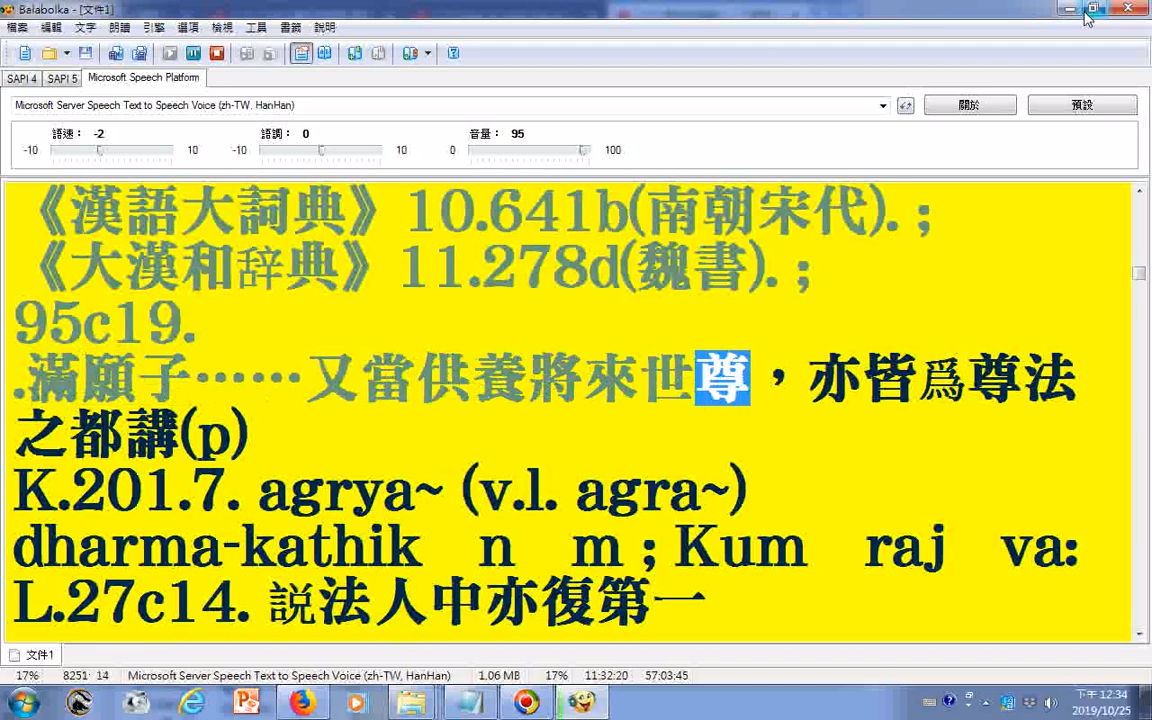 Balabolka - [文件1]
檔案 編輯 文字 朗讀 引擎 選項 檢視 工具 書籤 說明
SAPI 4 SAPI 5 Microsoft Speech Platform
Microsoft Server Speech Text to Speech Voice (zh-TW, HanHan) 關於 預設
語速： -2 語調： 0 音量： 95
-10 10 -10 10 0 100
《漢語大詞典》 10.641b(南朝宋代). ;
《大漢和辞典》 11.278d(魏書). ;
95c19.
.滿願子⋯⋯又當供養將來世尊，亦皆爲尊法
之都講(p)
K.201.7. agrya~ (v.l. agra~)
dharma-kathik n m ; Kum raj va:
L.27c14. 説法人中亦復第一
文件1
17% 8251: 14 Microsoft Server Speech Text to Speech Voice (zh-TW, HanHan) 1.06 MB 17% 11:32:20 57:03:45
下午 12:34
2019/10/25